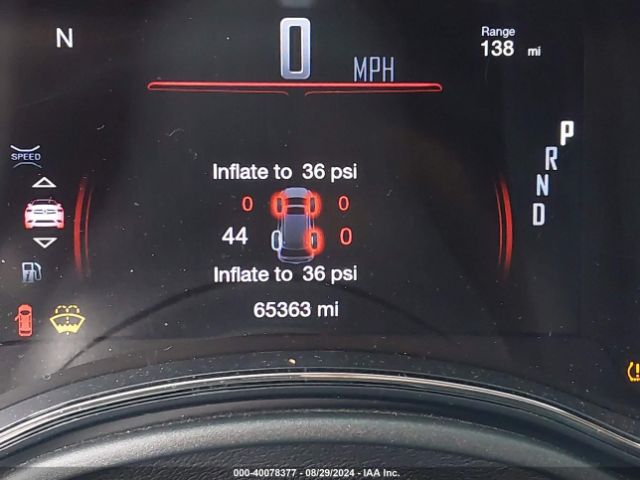 N
0 MPH
Range
138 mi
SPEED
P
R
N
D
Inflate to 36 psi
0 0
44 0
Inflate to 36 psi
65363 mi
000-40078377 - 08/29/2024 - IAA Inc.